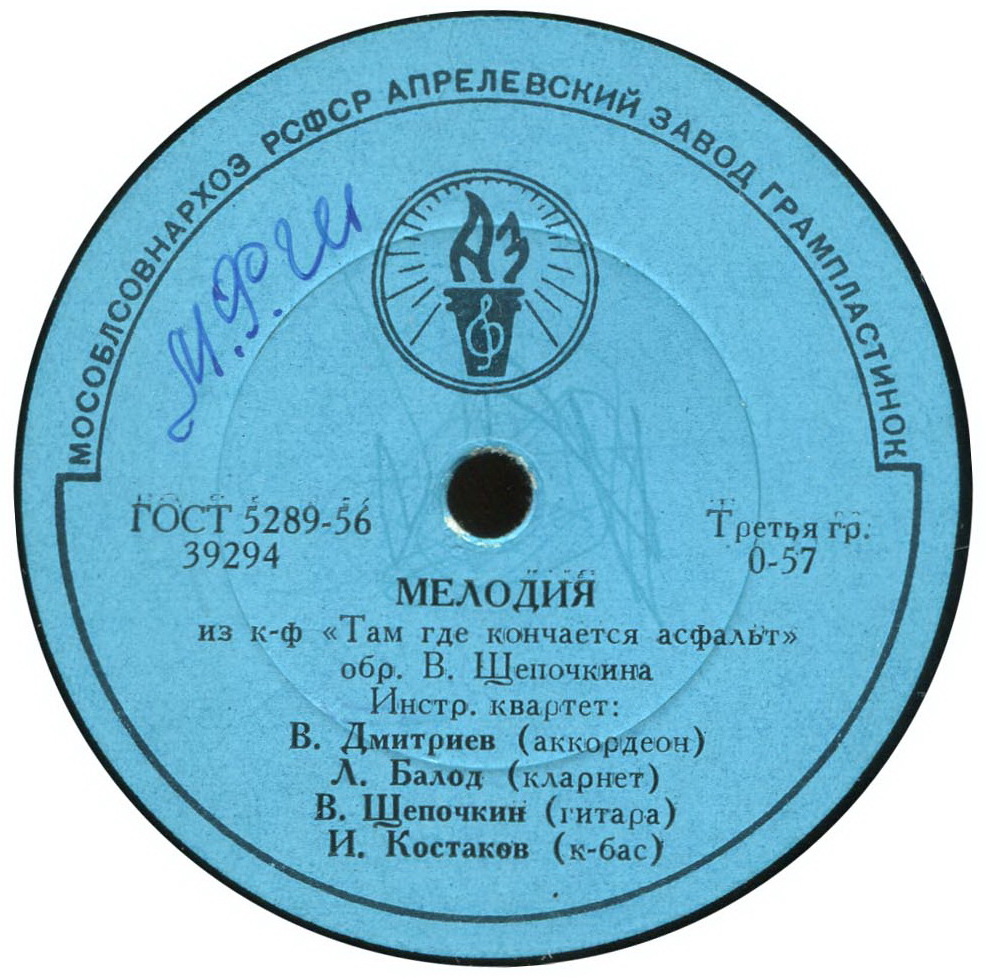 МОСОБЛСОВНАРХОЗ РСФСР АПРЕЛЕВСКИЙ ЗАВОД ГРАМПЛАСТИНОК
АЗ
ГОСТ 5289-56
39294
Третья гр.
0-57
МЕЛОДИЯ
из к-ф «Там где кончается асфальт»
обр. В. Щепочкина
Инстр. квартет:
В. Дмитриев (аккордеон)
Л. Балод (кларнет)
В. Щепочкин (гитара)
И. Костаков (к-бас)